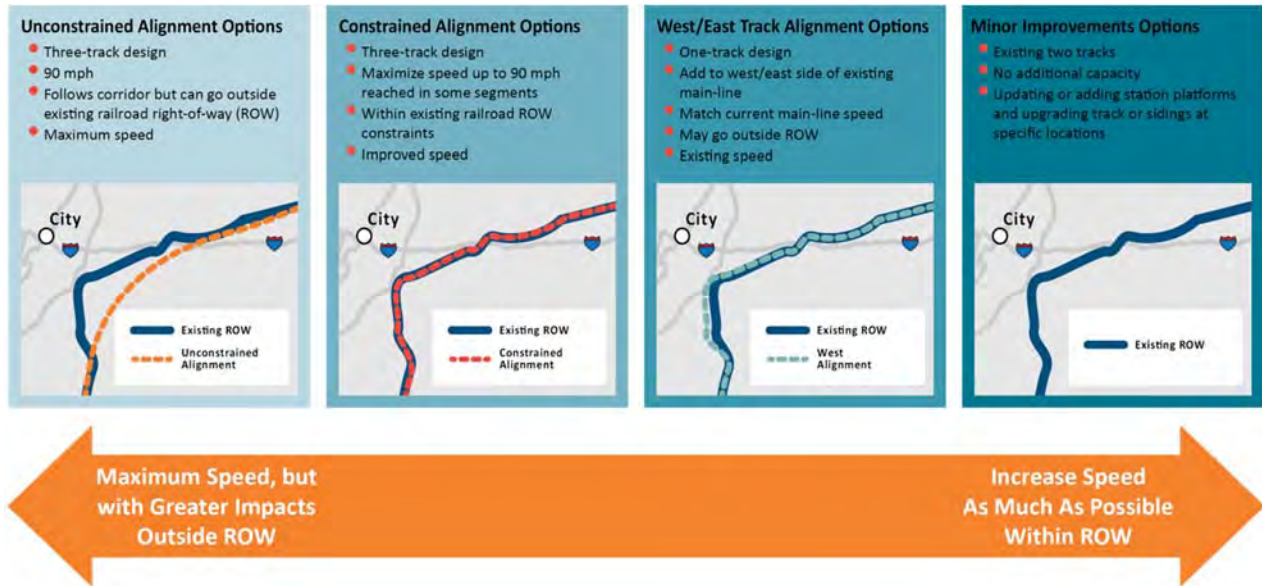 Unconstrained Alignment Options
Three-track design
90 mph
Follows corridor but can go outside
existing railroad right-of-way (ROW)
Maximum speed
City
Existing ROW
Unconstrained
Alignment
Constrained Alignment Options
Three-track design
Maximize speed up to 90 mph
reached in some segments
Within existing railroad ROW
constraints
Improved speed
City
Existing ROW
Constrained
Alignment
West/East Track Alignment Options
One-track design
Add to west/east side of existing
main-line
Match current main-line speed
May go outside ROW
Existing speed
City
Existing ROW
West
Alignment
Minor Improvements Options
Existing two tracks
No additional capacity
Updating or adding station platforms
and upgrading track or sidings at
specific locations
City
Existing ROW
Maximum Speed, but
with Greater Impacts
Outside ROW
Increase Speed
As Much As Possible
Within ROW